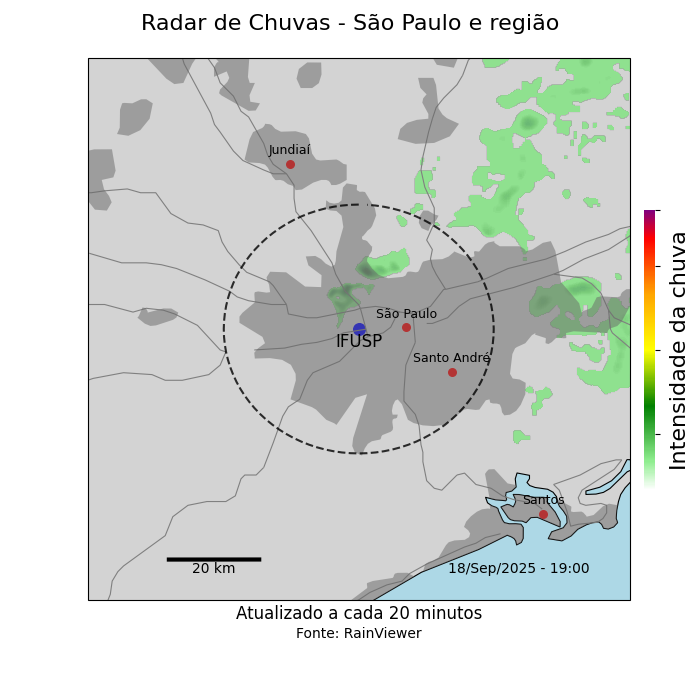 Radar de Chuvas - São Paulo e região
Jundiaí
São Paulo
IFUSP
Santo André
Santos
20 km
18/Sep/2025 - 19:00
Intensidade da chuva
Atualizado a cada 20 minutos
Fonte: RainViewer